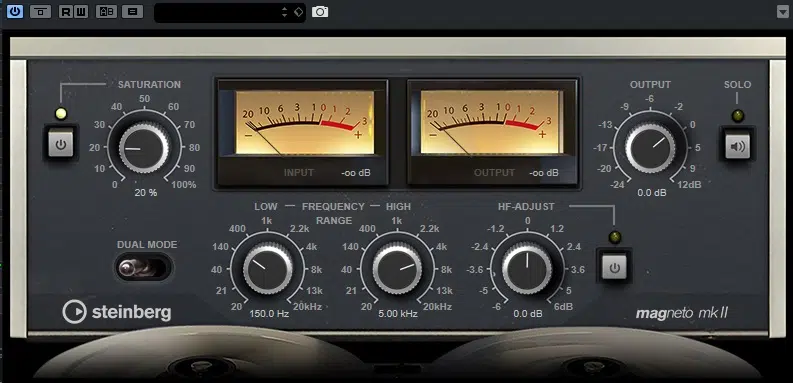 R W
SATURATION
50
40 60
30 70
20 80
10 90
0 100%
20 %
20 10 6 3 1 0 1 2 3
- +
INPUT -oo dB
20 10 6 3 1 0 1 2 3
- +
OUTPUT -oo dB
OUTPUT
-6
-9 -2
-13 0
-17 5
-20 9
-24 12dB
0.0 dB
SOLO
DUAL MODE
LOW FREQUENCY RANGE HIGH
1k
400 2.2k
140 4k
40 8k
21 13k
20 20kHz
150.0 Hz
1k
400 2.2k
140 4k
40 8k
21 13k
20 20kHz
5.00 kHz
HF-ADJUST
0
-1.2 1.2
-2.4 2.4
-3.6 3.6
-5 5
-6 6dB
0.0 dB
steinberg
magneto mk II